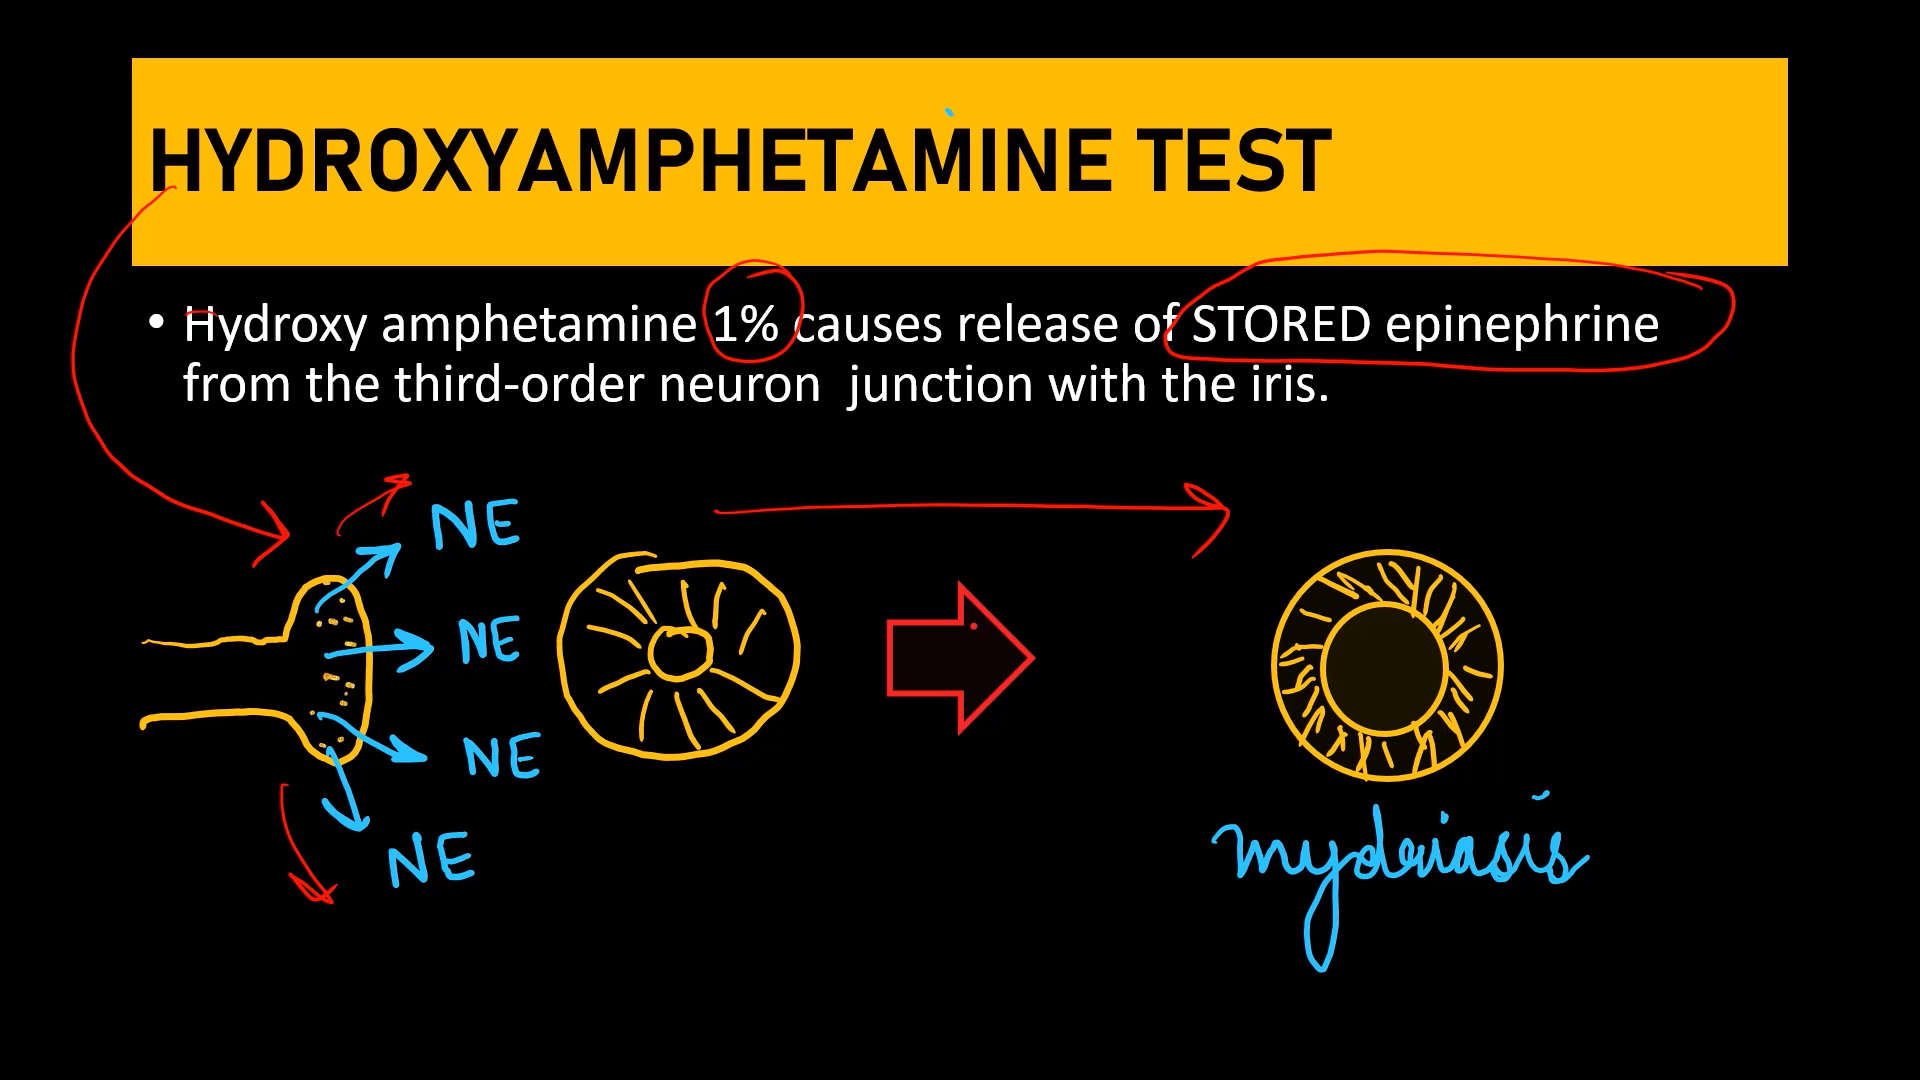 HYDROXYAMPHETAMINE TEST
• Hydroxy amphetamine 1% causes release of STORED epinephrine
from the third-order neuron junction with the iris.
NE
NE
NE
NE
mydriasis